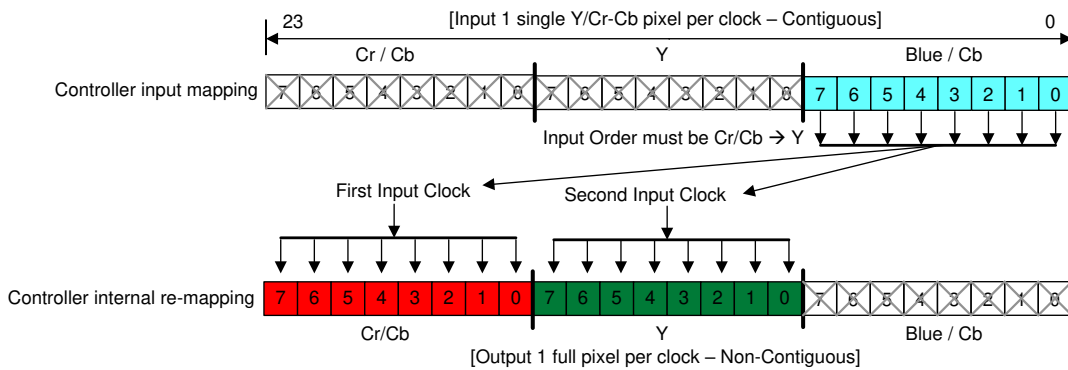 23 [Input 1 single Y/Cr-Cb pixel per clock – Contiguous] 0
Cr / Cb Y Blue / Cb
Controller input mapping 7 6 5 4 3 2 1 0 7 6 5 4 3 2 1 0 7 6 5 4 3 2 1 0
Input Order must be Cr/Cb → Y
First Input Clock Second Input Clock
Controller internal re-mapping 7 6 5 4 3 2 1 0 7 6 5 4 3 2 1 0 7 6 5 4 3 2 1 0
Cr/Cb Y Blue / Cb
[Output 1 full pixel per clock – Non-Contiguous]